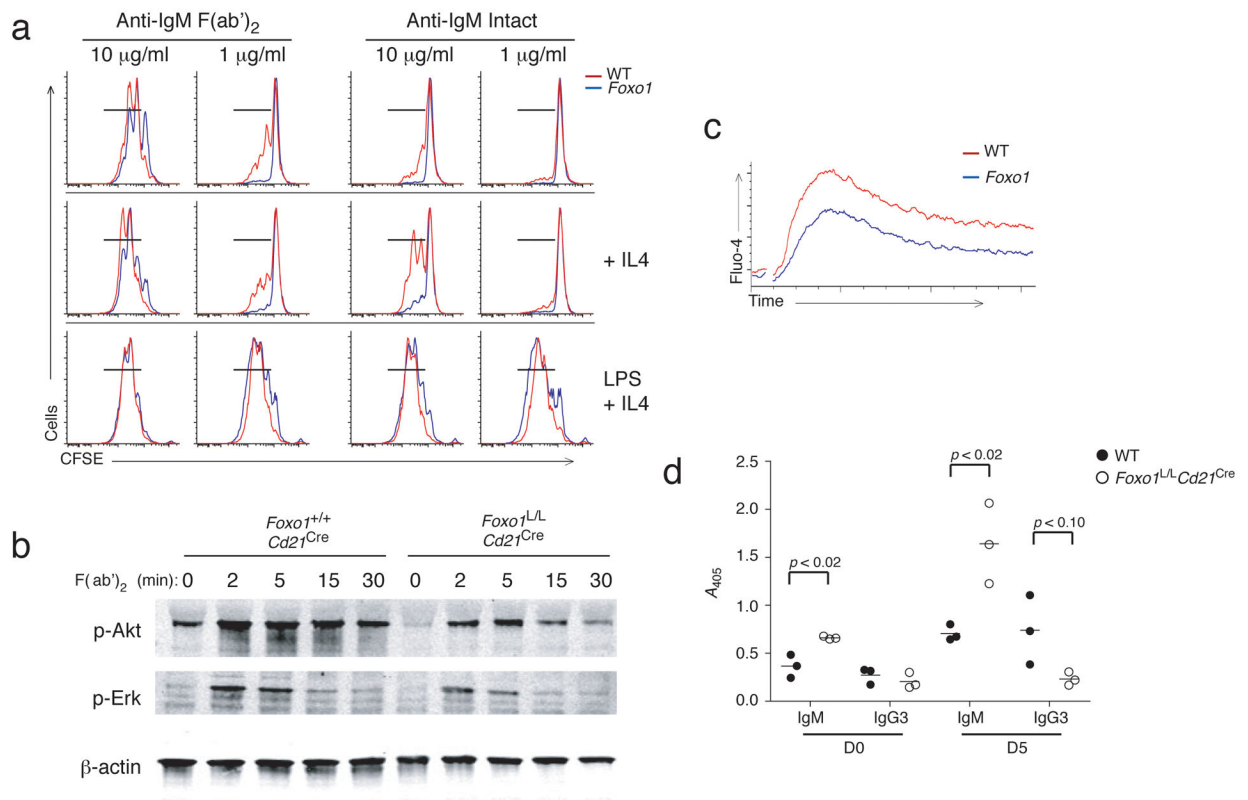 a
Anti-IgM F(ab')2
Anti-IgM Intact
10 μg/ml
1 μg/ml
10 μg/ml
1 μg/ml
WT
Foxo1
+ IL4
LPS
+ IL4
Cells
CFSE
b
Foxo1+/+
Cd21Cre
Foxo1L/L
Cd21Cre
F(ab')2 (min): 0 2 5 15 30 0 2 5 15 30
p-Akt
p-Erk
β-actin
c
WT
Foxo1
Fluo-4
Time
d
WT
Foxo1L/LCd21Cre
p < 0.02
p < 0.02
p < 0.10
A405
2.5
2.0
1.5
1.0
0.5
0.0
IgM IgG3 IgM IgG3
D0 D5